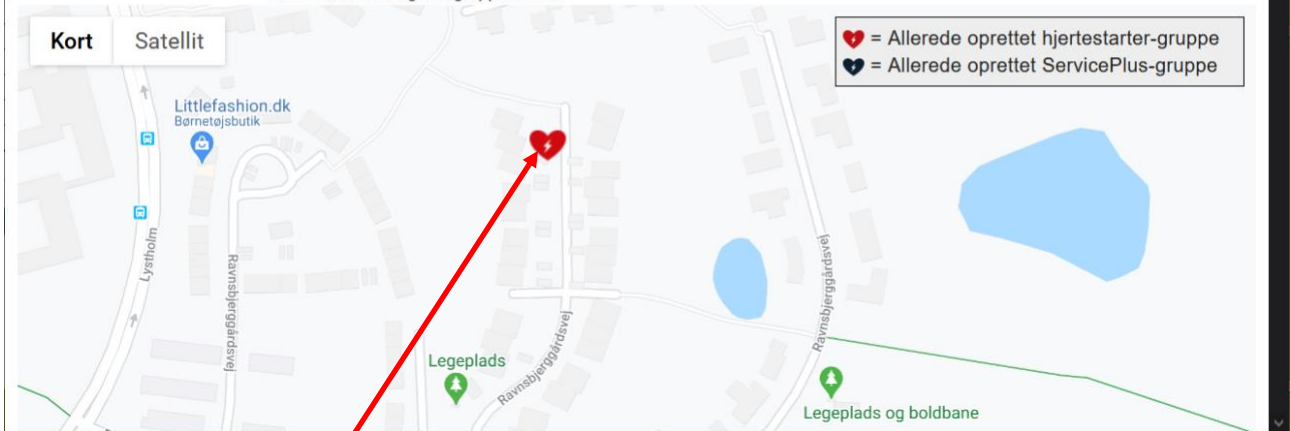 Kort
Satellit
= Allerede oprettet hjertestarter-gruppe
= Allerede oprettet ServicePlus-gruppe
Littlefashion.dk
Børnetøjsbutik
Lystholm
Ravnsbjerggårdsvej
Ravnsbjerggårdsvej
Ravnsbjerggårdsvej
Legeplads
Legeplads og boldbane